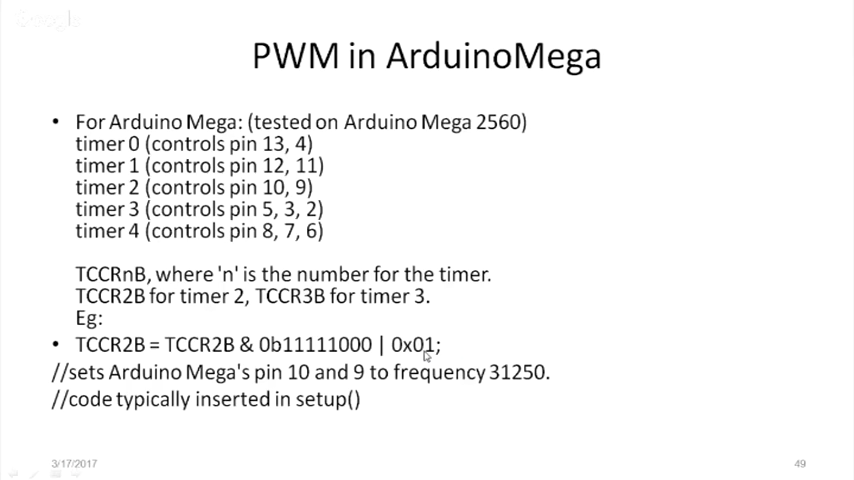 PWM in ArduinoMega
• For Arduino Mega: (tested on Arduino Mega 2560)
timer 0 (controls pin 13, 4)
timer 1 (controls pin 12, 11)
timer 2 (controls pin 10, 9)
timer 3 (controls pin 5, 3, 2)
timer 4 (controls pin 8, 7, 6)
TCCRnB, where 'n' is the number for the timer.
TCCR2B for timer 2, TCCR3B for timer 3.
Eg:
• TCCR2B = TCCR2B & 0b11111000 | 0x01;
//sets Arduino Mega's pin 10 and 9 to frequency 31250.
//code typically inserted in setup()
3/17/2017
49